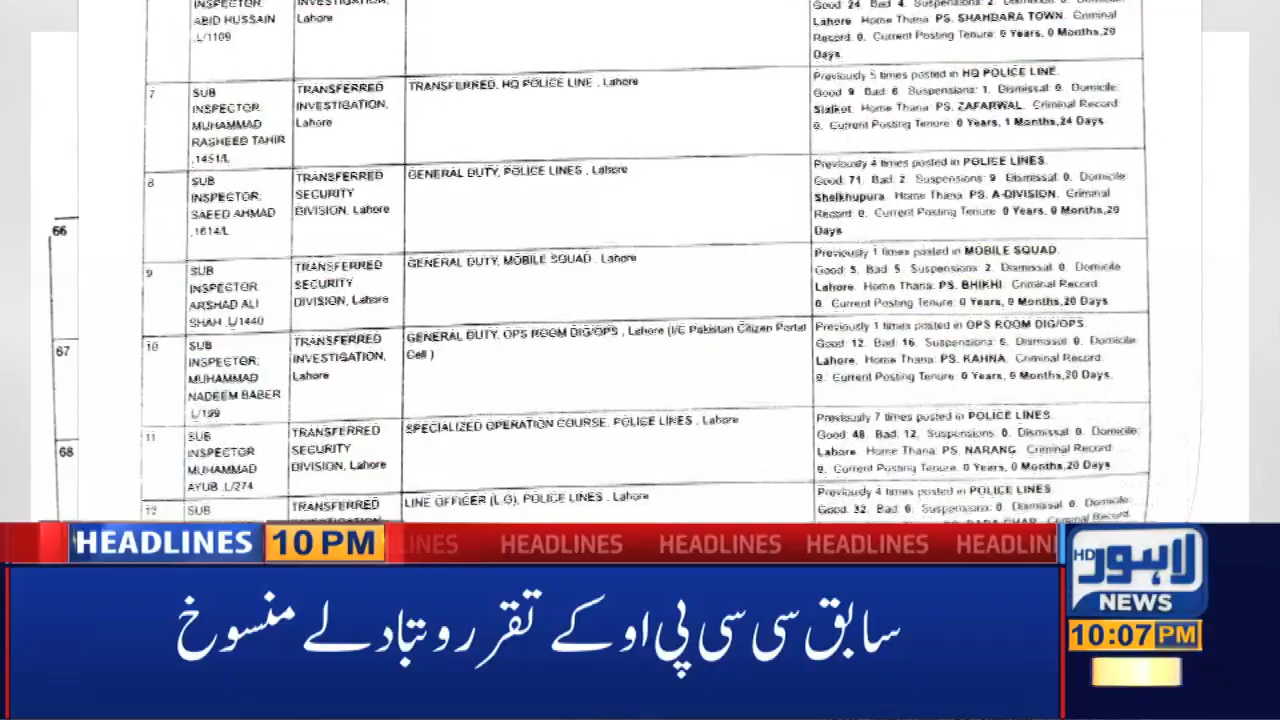 INSPECTOR
ABID HUSSAIN
.L/1109
INVESTIGATION,
Lahore
Good 24 Bad 4 Suspensions 2
Lahore Home Thana: PS. SHAHDARA TOWN. Criminal
Record: 0. Current Posting Tenure: 0 Years, 0 Months,20
Days
7
SUB
INSPECTOR
MUHAMMAD
RASHEED TAHIR
.1451/L
TRANSFERRED
INVESTIGATION,
Lahore
TRANSFERRED, HQ POLICE LINE , Lahore
Previously 5 times posted in HQ POLICE LINE.
Good 9 Bad 6 Suspensions: 1. Dismissal 0. Domicile
Sialkot. Home Thana: PS. ZAFARWAL. Criminal Record
0. Current Posting Tenure: 0 Years, 1 Months,24 Days
8
SUB
INSPECTOR.
SAEED AHMAD
.1614/L
TRANSFERRED
SECURITY
DIVISION, Lahore
GENERAL DUTY, POLICE LINES , Lahore
Previously 4 times posted in POLICE LINES.
Good: 71. Bad 2. Suspensions: 9 Dismissal: 0. Domicile
Sheikhupura. Home Thana: PS. A-DIVISION. Criminal
Record: 0. Current Posting Tenure: 0 Years, 0 Months,20
Days
66
9
SUB
INSPECTOR
ARSHAD ALI
SHAH .L/1440
TRANSFERRED
SECURITY
DIVISION, Lahore
GENERAL DUTY, MOBILE SQUAD , Lahore
Previously 1 times posted in MOBILE SQUAD.
Good: 5. Bad 5 Suspensions 2. Dismissal 0. Domicile
Lahore. Home Thana: PS. BHIKHI. Criminal Record
0. Current Posting Tenure: 0 Years, 0 Months,20 Days
67
10
SUB
INSPECTOR.
MUHAMMAD
NADEEM BABER
L/199
TRANSFERRED
INVESTIGATION,
Lahore
GENERAL DUTY, OPS ROOM DIG/OPS , Lahore (I/C Pakistan Citizen Portal
Cell )
Previously 1 times posted in OPS ROOM DIG/OPS.
Good 12. Bad: 16. Suspensions: 6. Dismissal 0. Domicile
Lahore. Home Thana: PS. KAHNA. Criminal Record
0. Current Posting Tenure: 0 Years, 0 Months,20 Days.
68
11
SUB
INSPECTOR
MUHAMMAD
AYUB .L/274
TRANSFERRED
SECURITY
DIVISION, Lahore
SPECIALIZED OPERATION COURSE, POLICE LINES , Lahore
Previously 7 times posted in POLICE LINES.
Good: 48 Bad: 12. Suspensions 0. Dismissal 0. Domicile:
Lahore. Home Thana: PS. NARANG. Criminal Record
0. Current Posting Tenure: 0 Years, 0 Months,20 Days
12
SUB
TRANSFERRED
LINE OFFICER (L.O), POLICE LINES , Lahore
Previously 4 times posted in POLICE LINES
Good: 32. Bad 6. Suspensions: 0. Dismissal 0. Domicile
HEADLINES 10 PM
HEADLINES HEADLINES HEADLINES
سابق سی سی پی او کے تقرر و تبادلے منسوخ
HD لاہور
NEWS
10:07 PM